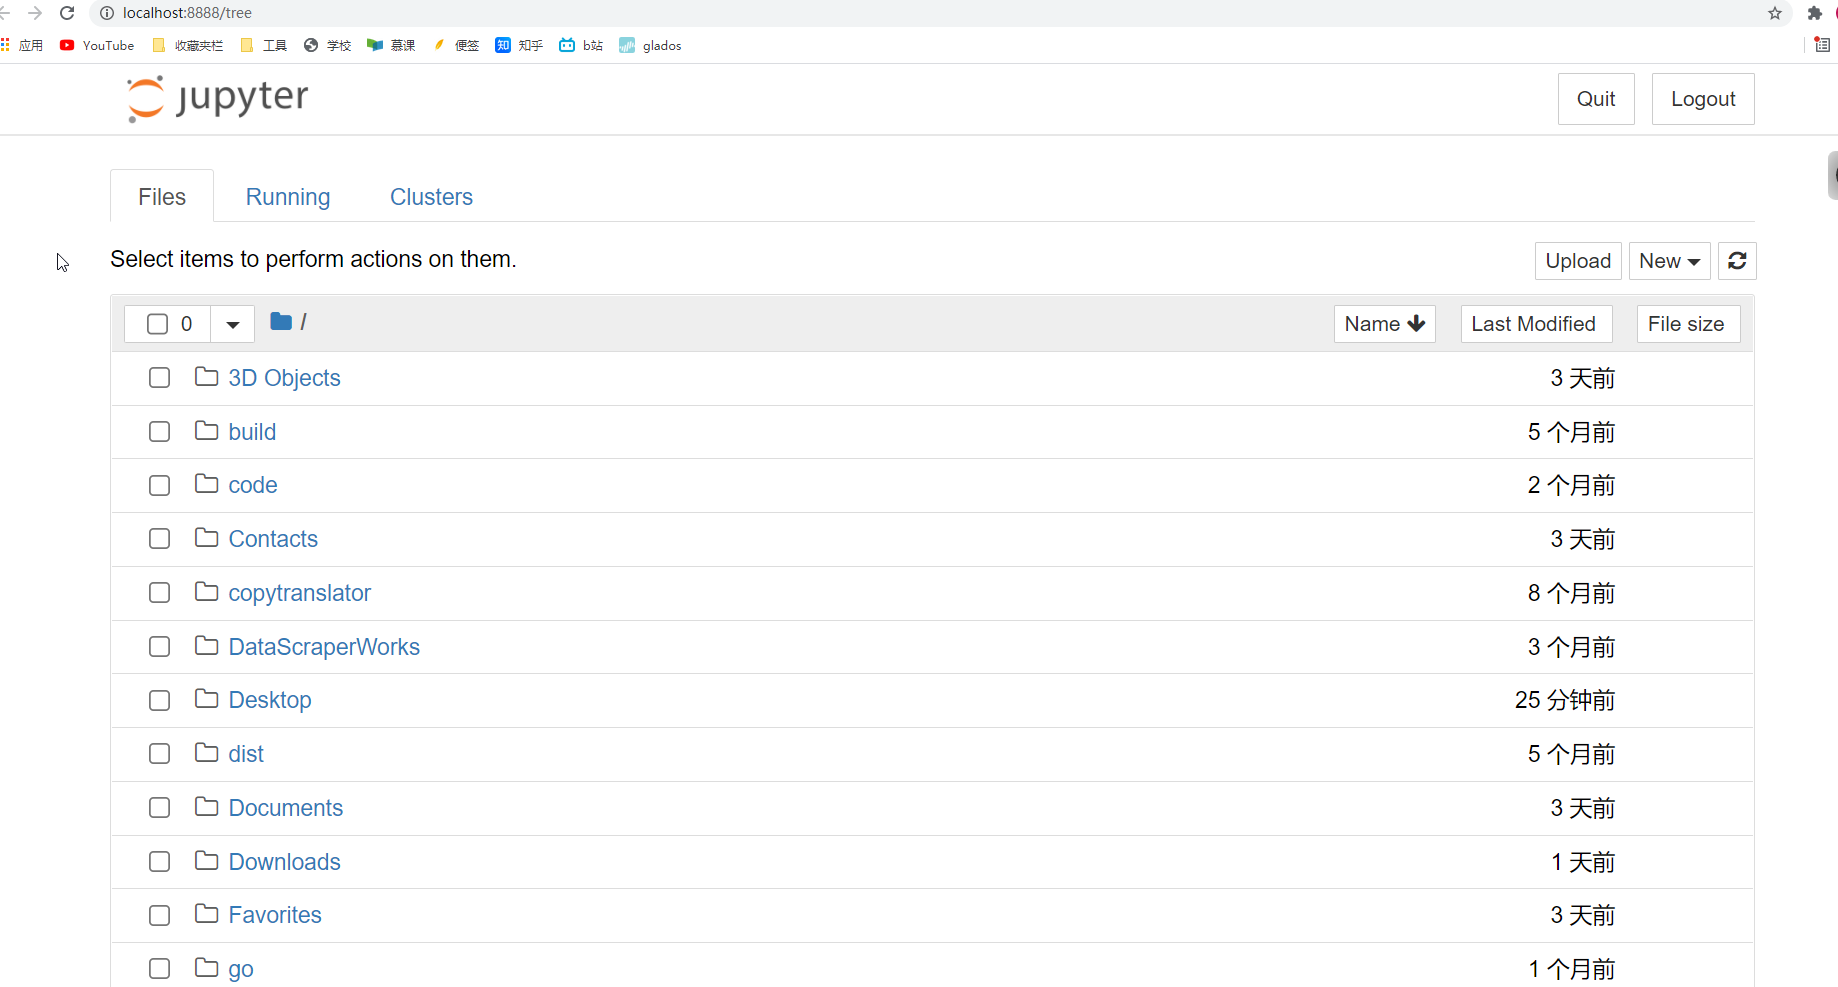 localhost:8888/tree
应用 YouTube 收藏夹栏 工具 学校 慕课 便签 知 知乎 b站 glados
jupyter Quit Logout
Files Running Clusters
Select items to perform actions on them. Upload New
0 / Name Last Modified File size
3D Objects 3 天前
build 5 个月前
code 2 个月前
Contacts 3 天前
copytranslator 8 个月前
DataScraperWorks 3 个月前
Desktop 25 分钟前
dist 5 个月前
Documents 3 天前
Downloads 1 天前
Favorites 3 天前
go 1 个月前